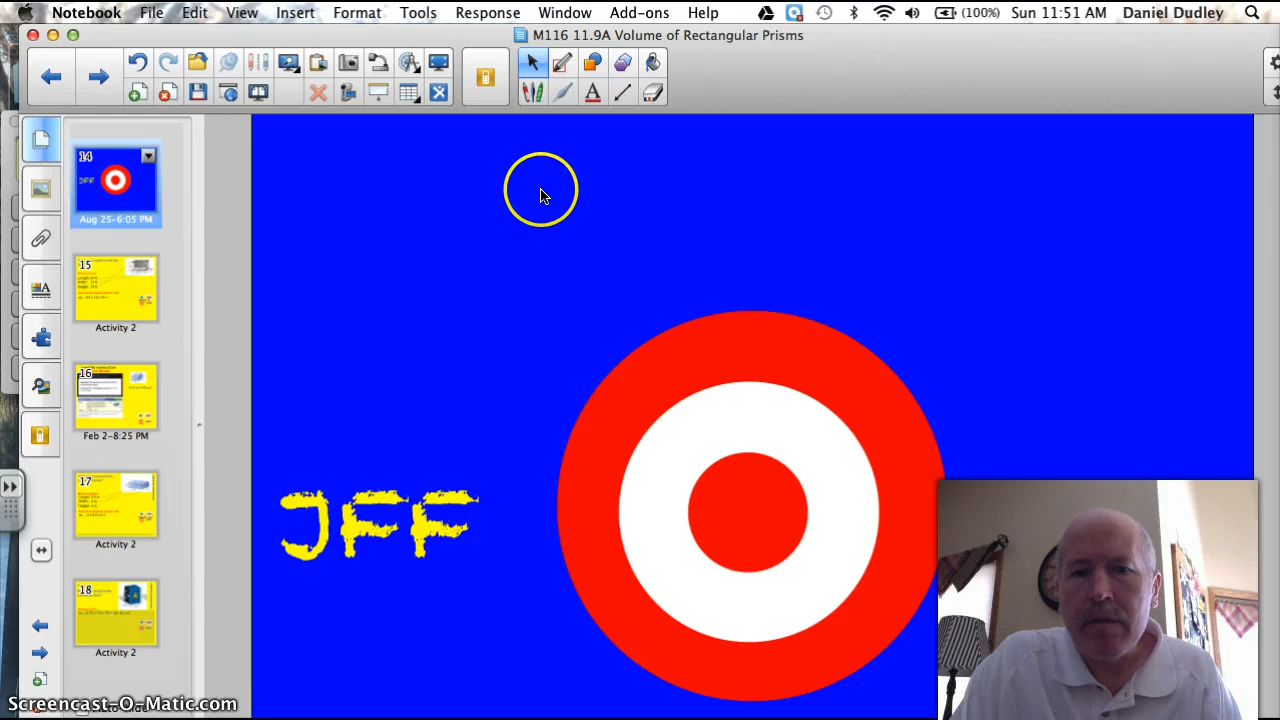 Notebook File Edit View Insert Format Tools Response Window Add-ons Help (100%) Sun 11:51 AM Daniel Dudley
M116 11.9A Volume of Rectangular Prisms
14
JFF
Aug 25-6:05 PM
15
Activity 2
16
Feb 2-8:25 PM
17
Activity 2
18
Activity 2
JFF
Screencast-O-Matic.com